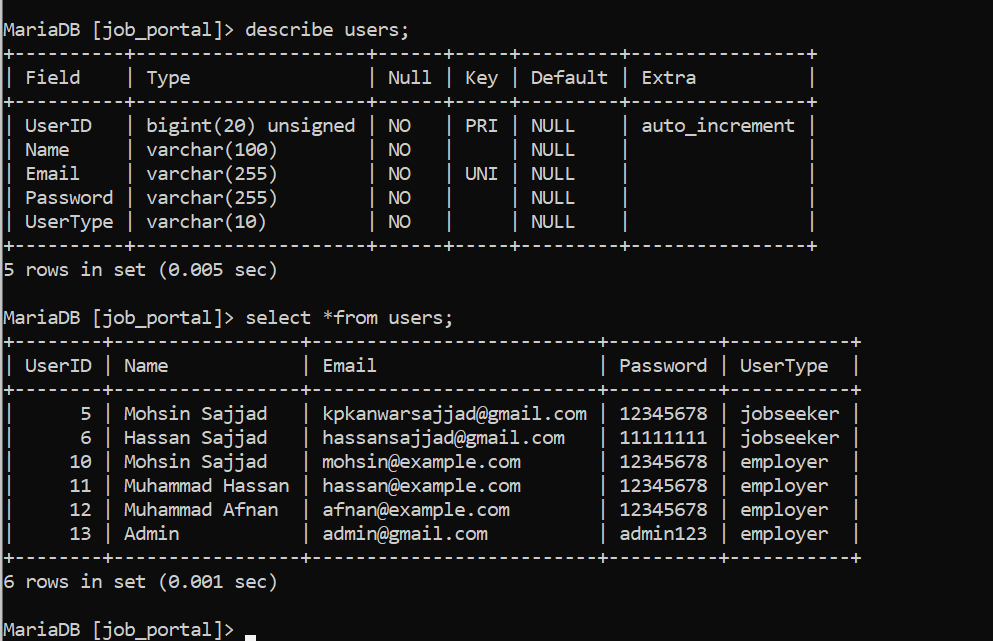 MariaDB [job_portal]> describe users;
+----------+---------------------+------+-----+---------+----------------+
| Field    | Type                | Null | Key | Default | Extra          |
+----------+---------------------+------+-----+---------+----------------+
| UserID   | bigint(20) unsigned | NO   | PRI | NULL    | auto_increment |
| Name     | varchar(100)        | NO   |     | NULL    |                |
| Email    | varchar(255)        | NO   | UNI | NULL    |                |
| Password | varchar(255)        | NO   |     | NULL    |                |
| UserType | varchar(10)         | NO   |     | NULL    |                |
+----------+---------------------+------+-----+---------+----------------+
5 rows in set (0.005 sec)
MariaDB [job_portal]> select *from users;
+--------+-----------------+--------------------------+----------+-----------+
| UserID | Name            | Email                    | Password | UserType  |
+--------+-----------------+--------------------------+----------+-----------+
|      5 | Mohsin Sajjad   | kpkanwarsajjad@gmail.com | 12345678 | jobseeker |
|      6 | Hassan Sajjad   | hassansajjad@gmail.com   | 11111111 | jobseeker |
|     10 | Mohsin Sajjad   | mohsin@example.com       | 12345678 | employer  |
|     11 | Muhammad Hassan | hassan@example.com       | 12345678 | employer  |
|     12 | Muhammad Afnan  | afnan@example.com        | 12345678 | employer  |
|     13 | Admin           | admin@gmail.com          | admin123 | employer  |
+--------+-----------------+--------------------------+----------+-----------+
6 rows in set (0.001 sec)
MariaDB [job_portal]>